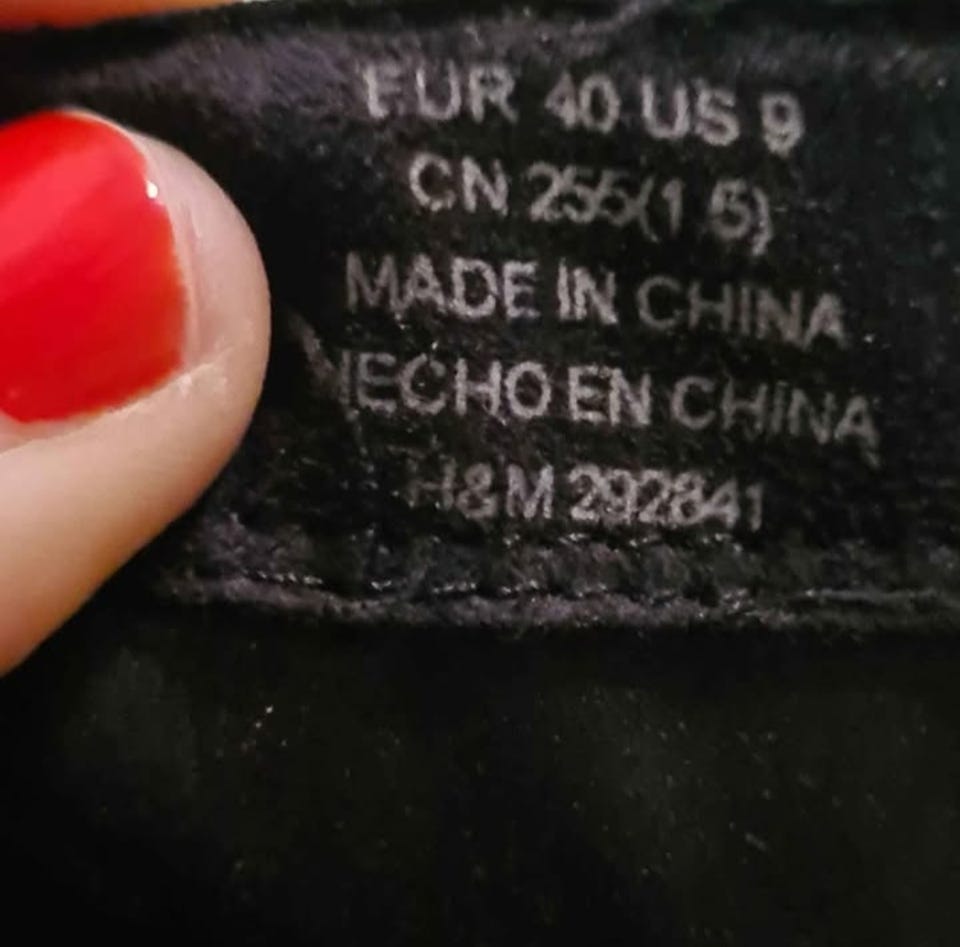 EUR 40 US 9
CN 255(1.5)
MADE IN CHINA
HECHO EN CHINA
H&M 292841